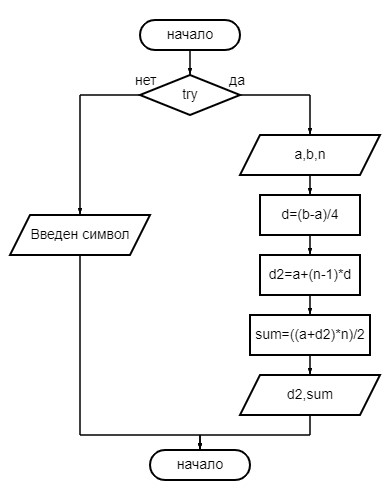 начало
нет
да
try
a,b,n
d=(b-a)/4
Введен символ
d2=a+(n-1)*d
sum=((a+d2)*n)/2
d2,sum
начало